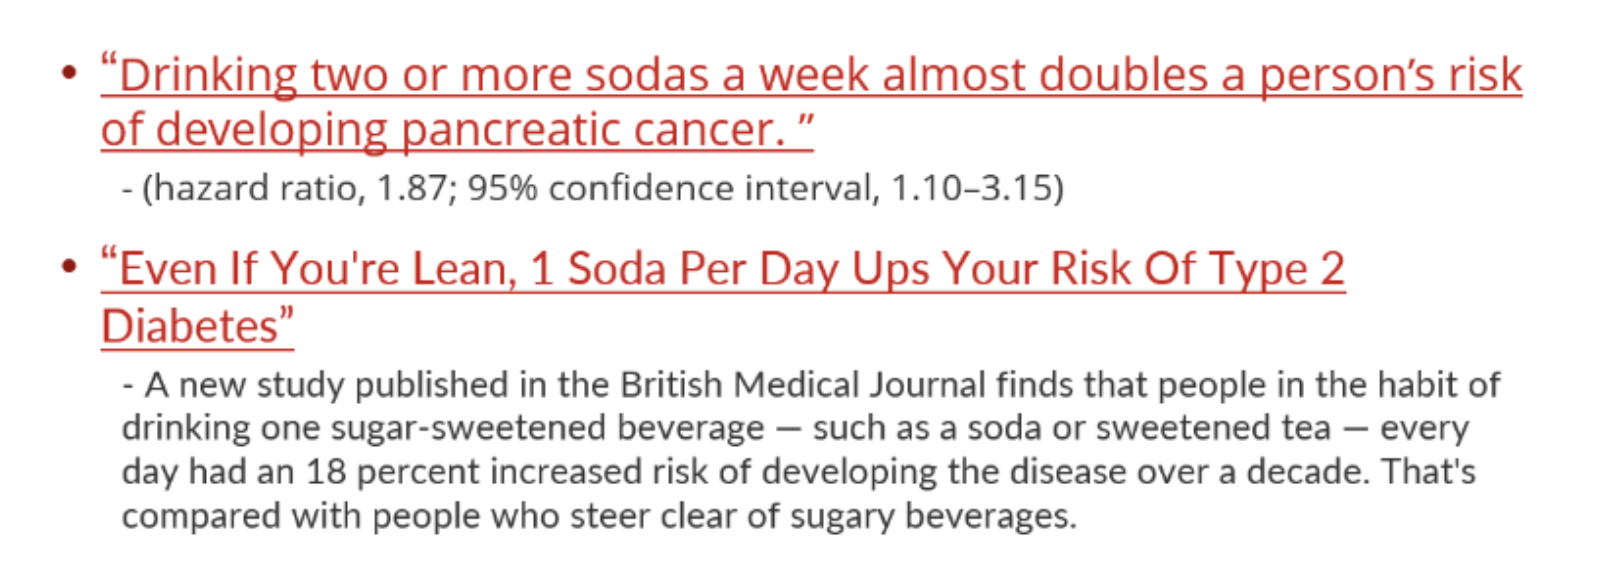 • “Drinking two or more sodas a week almost doubles a person’s risk
of developing pancreatic cancer. ”
- (hazard ratio, 1.87; 95% confidence interval, 1.10–3.15)
• “Even If You're Lean, 1 Soda Per Day Ups Your Risk Of Type 2
Diabetes”
- A new study published in the British Medical Journal finds that people in the habit of
drinking one sugar-sweetened beverage — such as a soda or sweetened tea — every
day had an 18 percent increased risk of developing the disease over a decade. That's
compared with people who steer clear of sugary beverages.